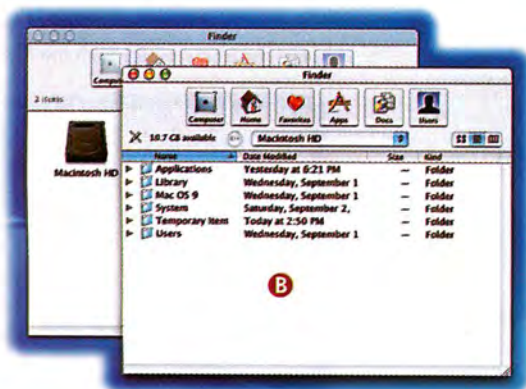 Finder
2 items
Macintosh HD
Finder
Computer Home Favorites Apps Docs Users
10.7 GB available Macintosh HD
Name Date Modified Size Kind
Applications Yesterday at 6:21 PM — Folder
Library Wednesday, September 1 — Folder
Mac OS 9 Wednesday, September 1 — Folder
System Saturday, September 2, — Folder
Temporary Item Today at 2:50 PM — Folder
Users Wednesday, September 1 — Folder
B